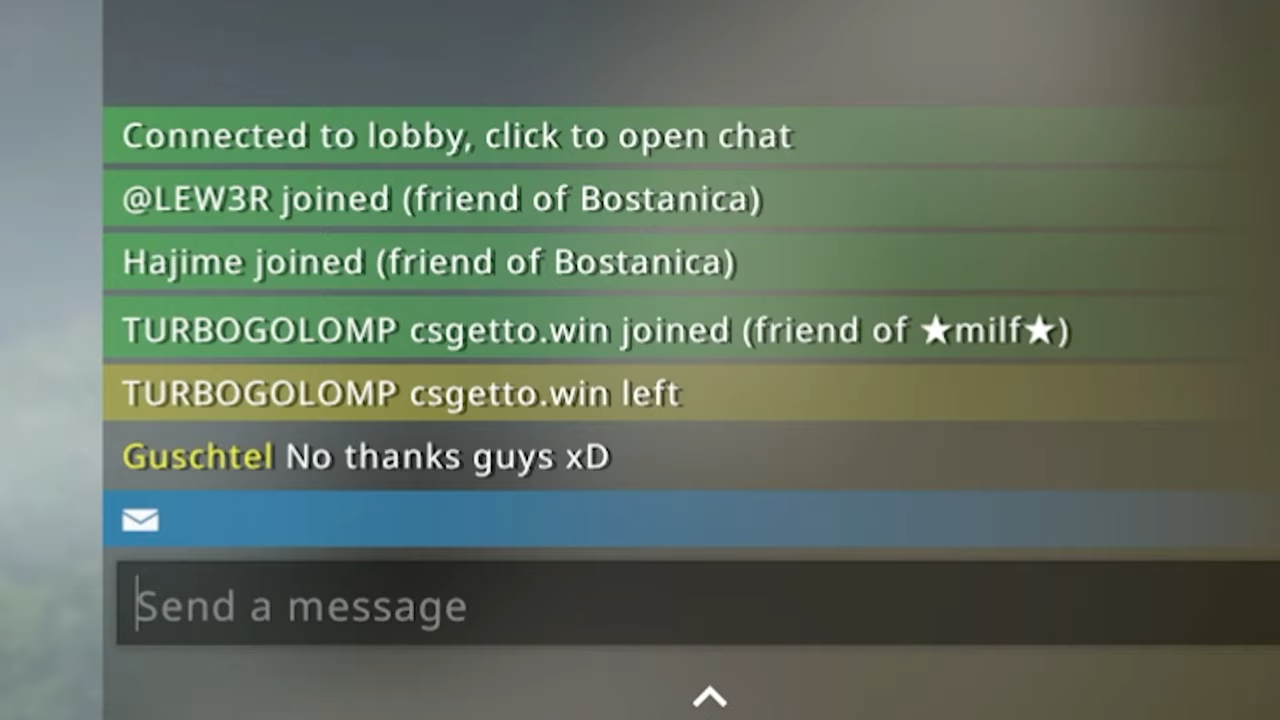 Connected to lobby, click to open chat
@LEW3R joined (friend of Bostanica)
Hajime joined (friend of Bostanica)
TURBOGOLOMP csgetto.win joined (friend of ★milf★)
TURBOGOLOMP csgetto.win left
Guschtel No thanks guys xD
Send a message